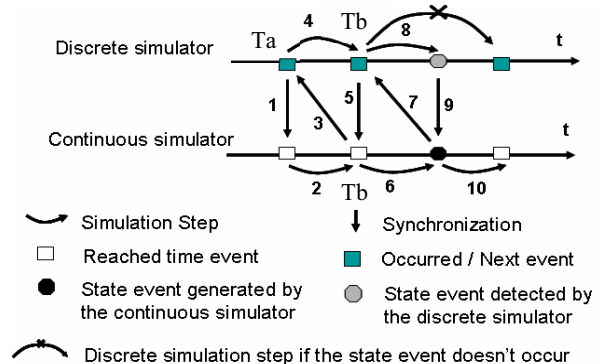 4
Tb
8
Ta
Discrete simulator
t
1
3
5
7
9
Continuous simulator
t
2
Tb
6
10
Simulation Step
Synchronization
Reached time event
Occurred / Next event
State event generated by
the continuous simulator
State event detected by
the discrete simulator
Discrete simulation step if the state event doesn't occur